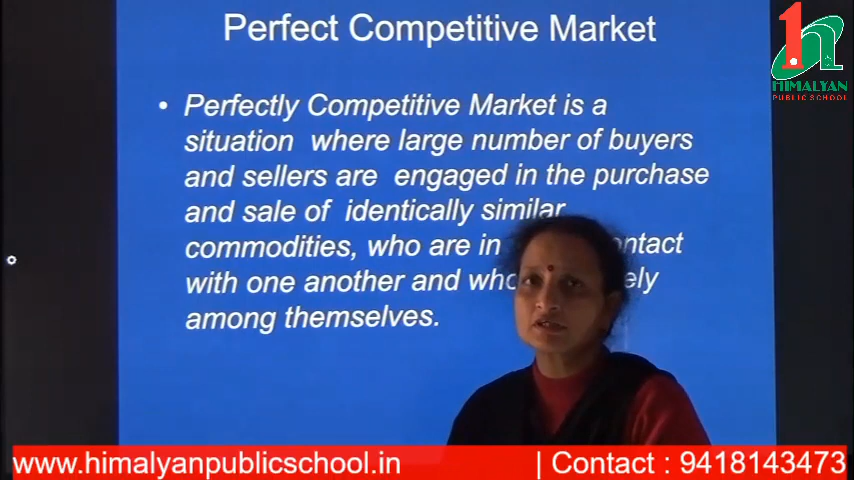 Perfect Competitive Market
• Perfectly Competitive Market is a
situation where large number of buyers
and sellers are engaged in the purchase
and sale of identically similar
commodities, who are in
with one another and who
among themselves.
HIMALYAN
PUBLIC SCHOOL
www.himalyanpublicschool.in | Contact : 9418143473